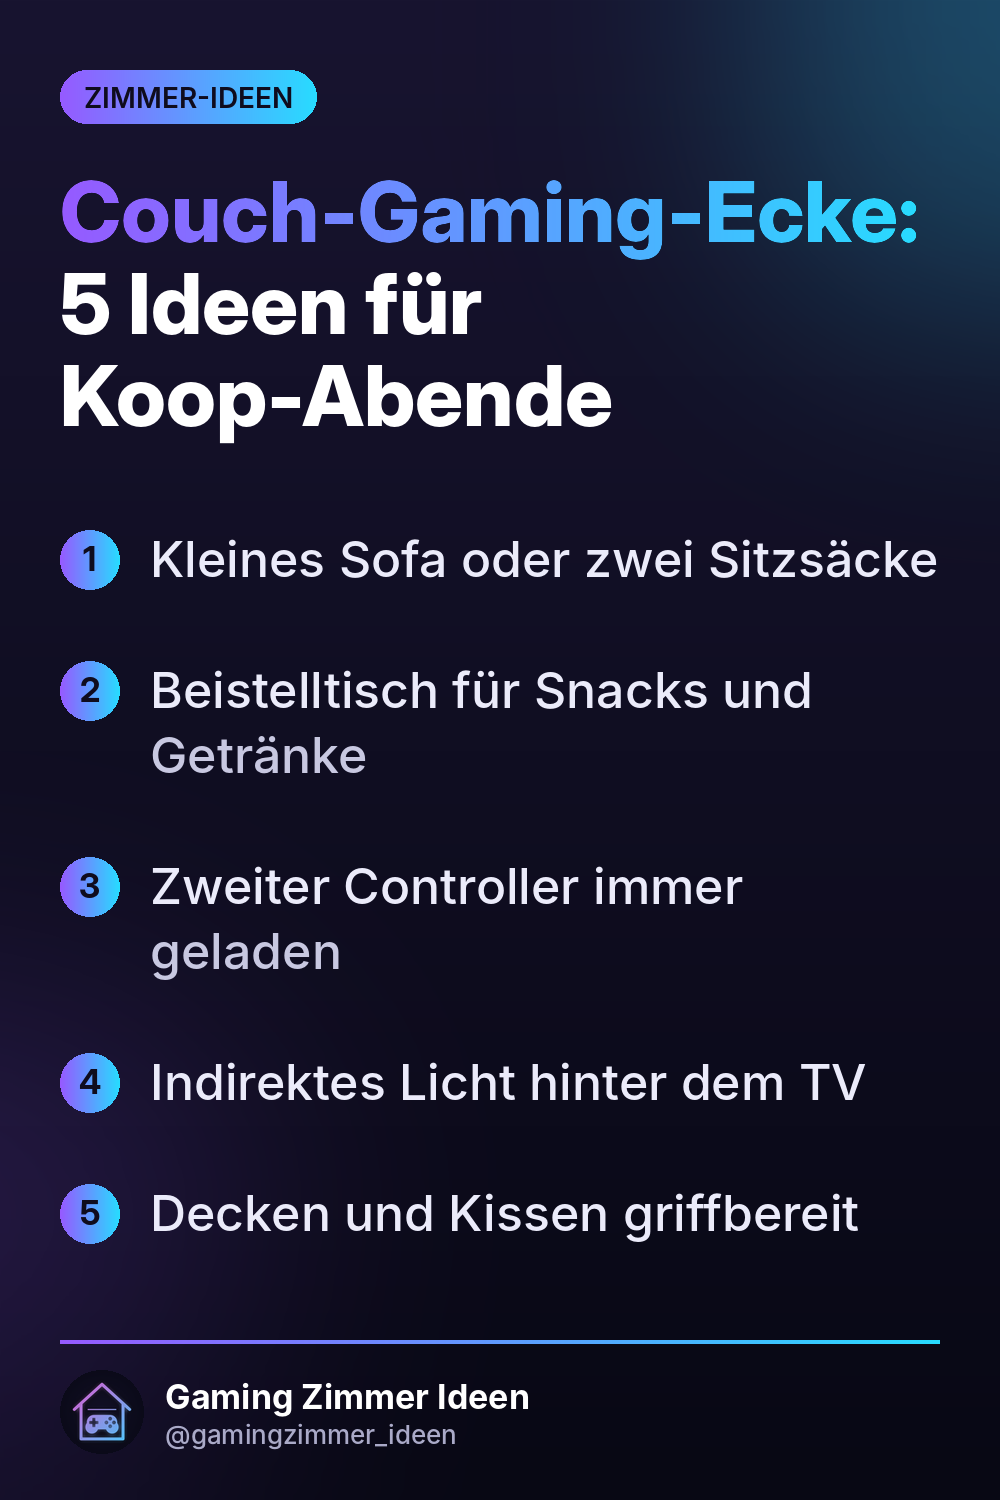 ZIMMER-IDEEN
Couch-Gaming-Ecke:
5 Ideen für
Koop-Abende
1 Kleines Sofa oder zwei Sitzsäcke
2 Beistelltisch für Snacks und
Getränke
3 Zweiter Controller immer
geladen
4 Indirektes Licht hinter dem TV
5 Decken und Kissen griffbereit
Gaming Zimmer Ideen
@gamingzimmer_ideen